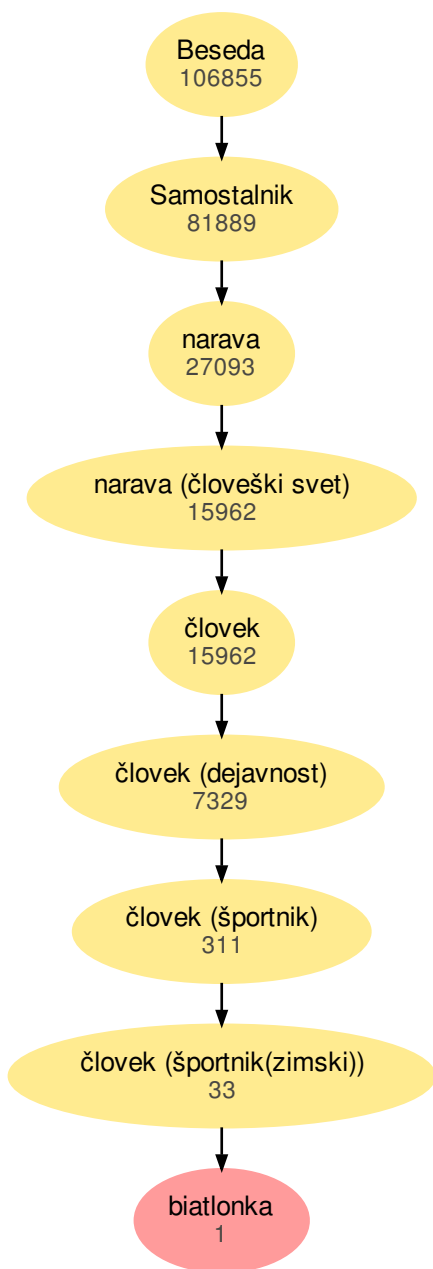 Beseda
106855
Samostalnik
81889
narava
27093
narava (človeški svet)
15962
človek
15962
človek (dejavnost)
7329
človek (športnik)
311
človek (športnik(zimski))
33
biatlonka
1